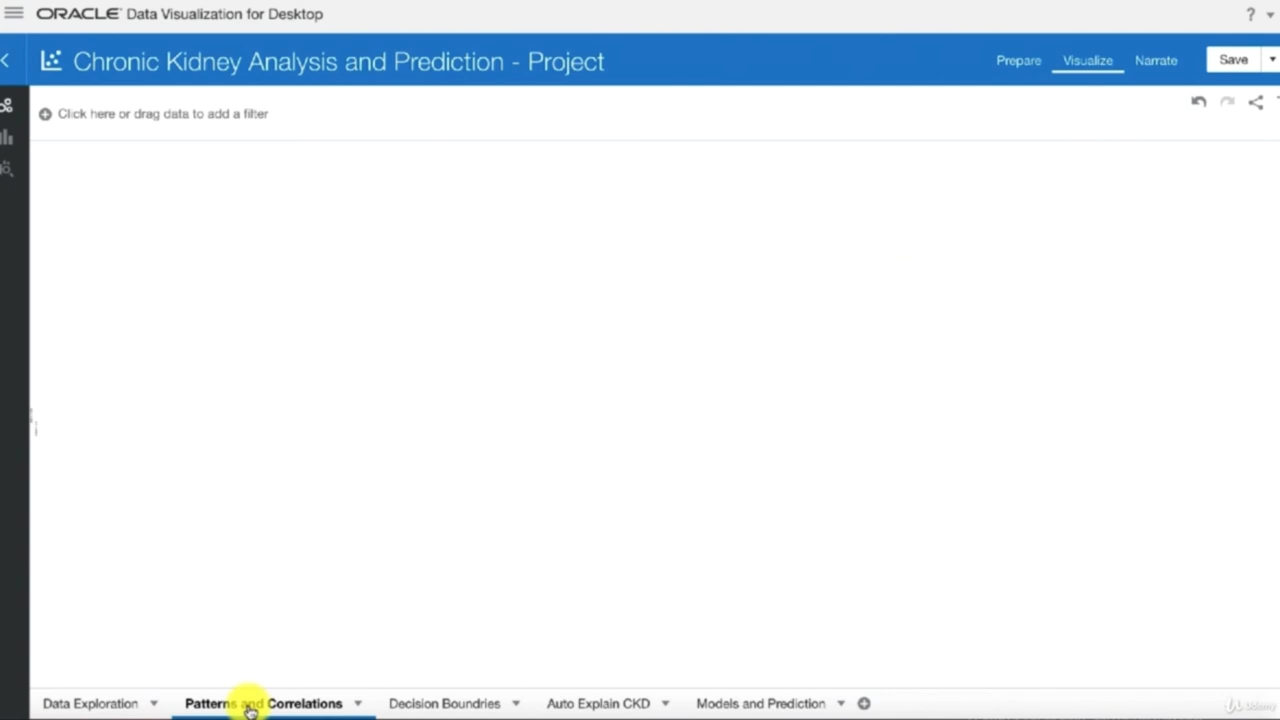 ORACLE Data Visualization for Desktop
?
Chronic Kidney Analysis and Prediction - Project
Prepare Visualize Narrate Save
Click here or drag data to add a filter
Data Exploration Patterns and Correlations Decision Boundries Auto Explain CKD Models and Prediction
Udemy